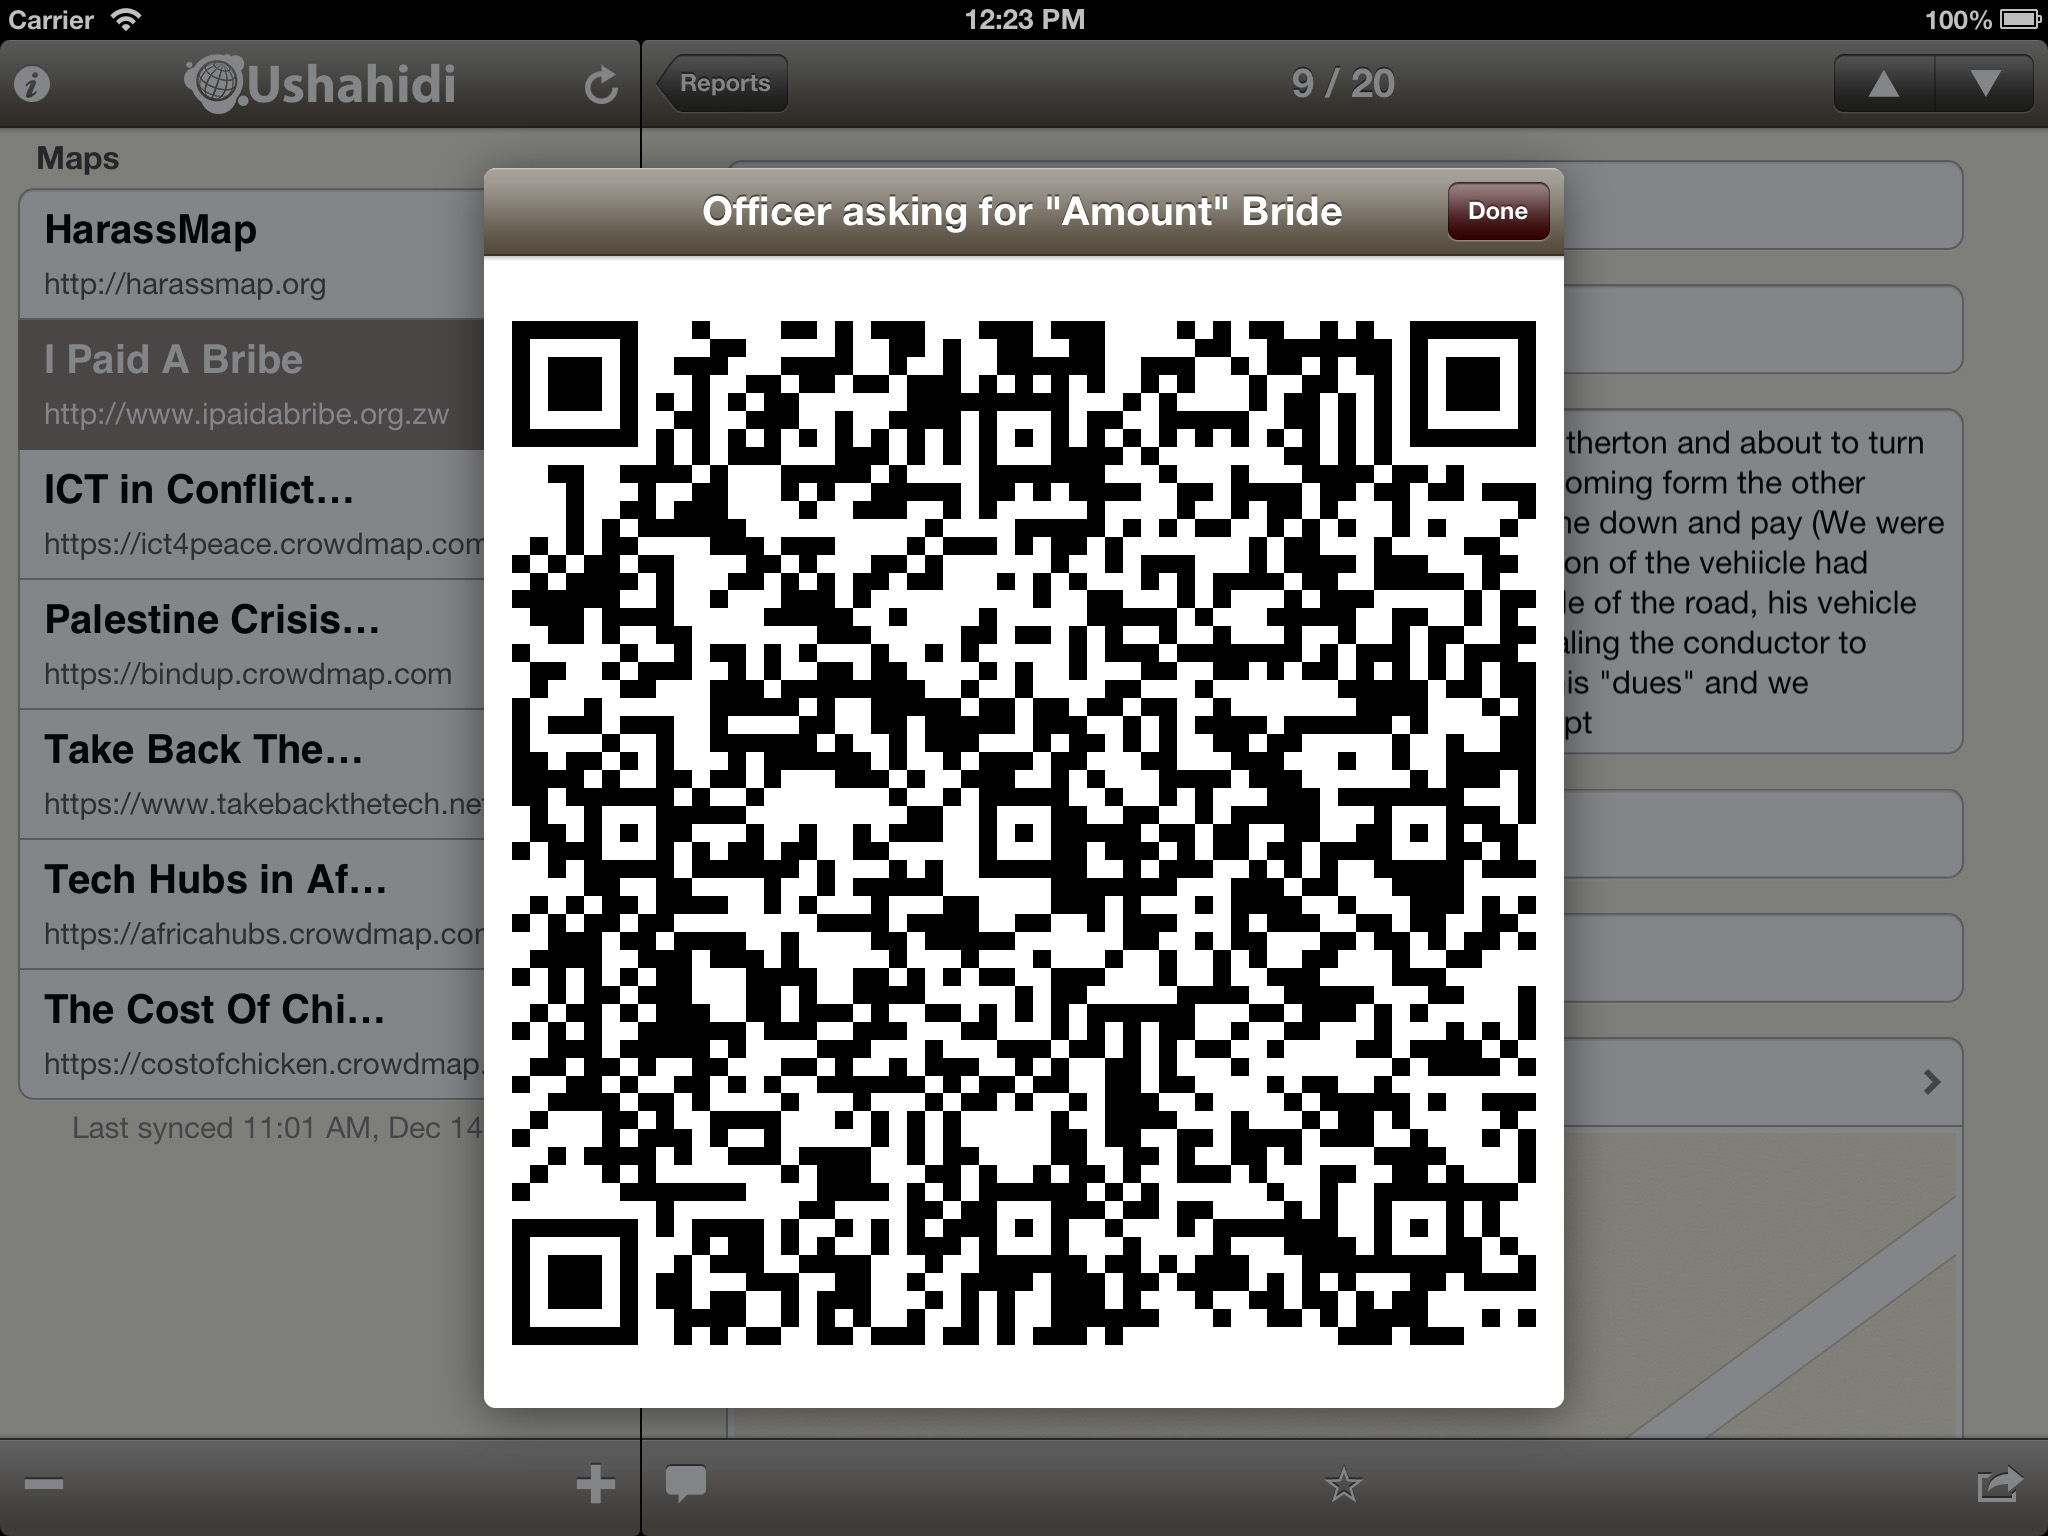 Carrier
12:23 PM
100%
Ushahidi
Reports
9 / 20
Maps
HarassMap
http://harassmap.org
I Paid A Bribe
http://www.ipaidabribe.org.zw
ICT in Conflict...
https://ict4peace.crowdmap.com
Palestine Crisis...
https://bindup.crowdmap.com
Take Back The...
https://www.takebackthetech.net
Tech Hubs in Af...
https://africahubs.crowdmap.com
The Cost Of Chi...
https://costofchicken.crowdmap.
Last synced 11:01 AM, Dec 14
Officer asking for "Amount" Bride
Done
therton and about to turn
oming form the other
e down and pay (We were
on of the vehiicle had
le of the road, his vehicle
ling the conductor to
is "dues" and we
pt